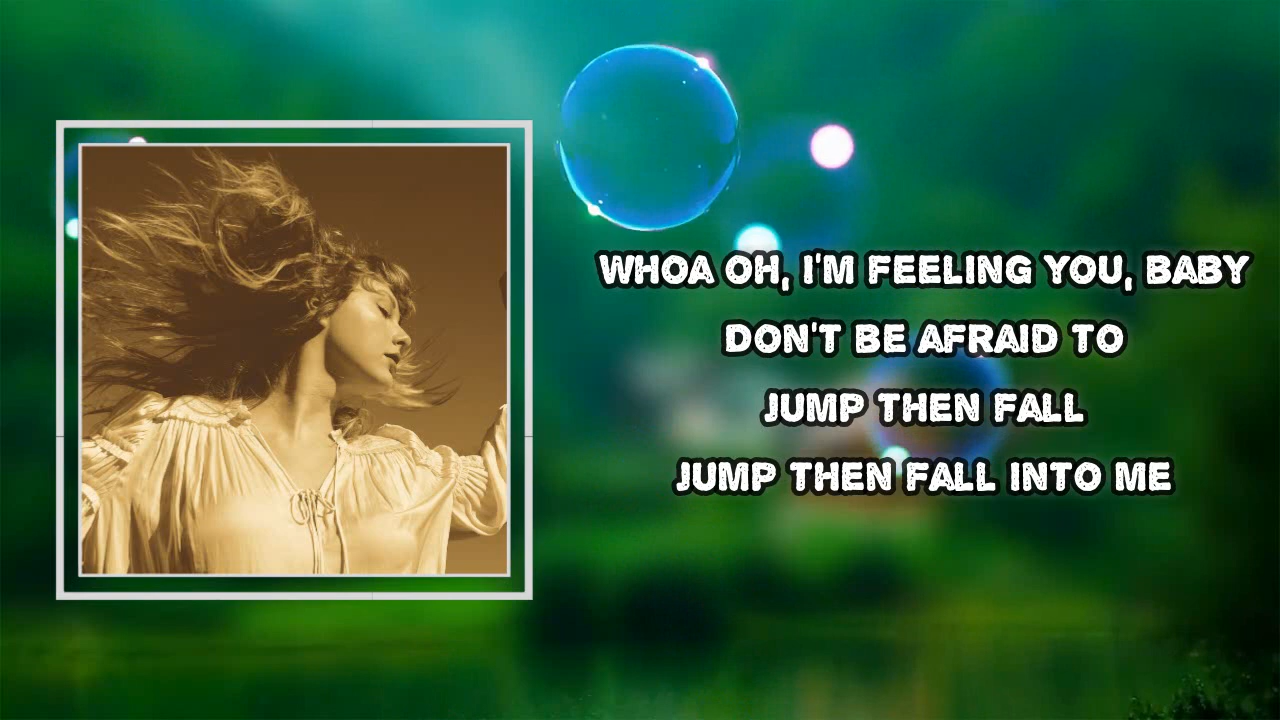 WHOA OH, I'M FEELING YOU, BABY
DON'T BE AFRAID TO
JUMP THEN FALL
JUMP THEN FALL INTO ME